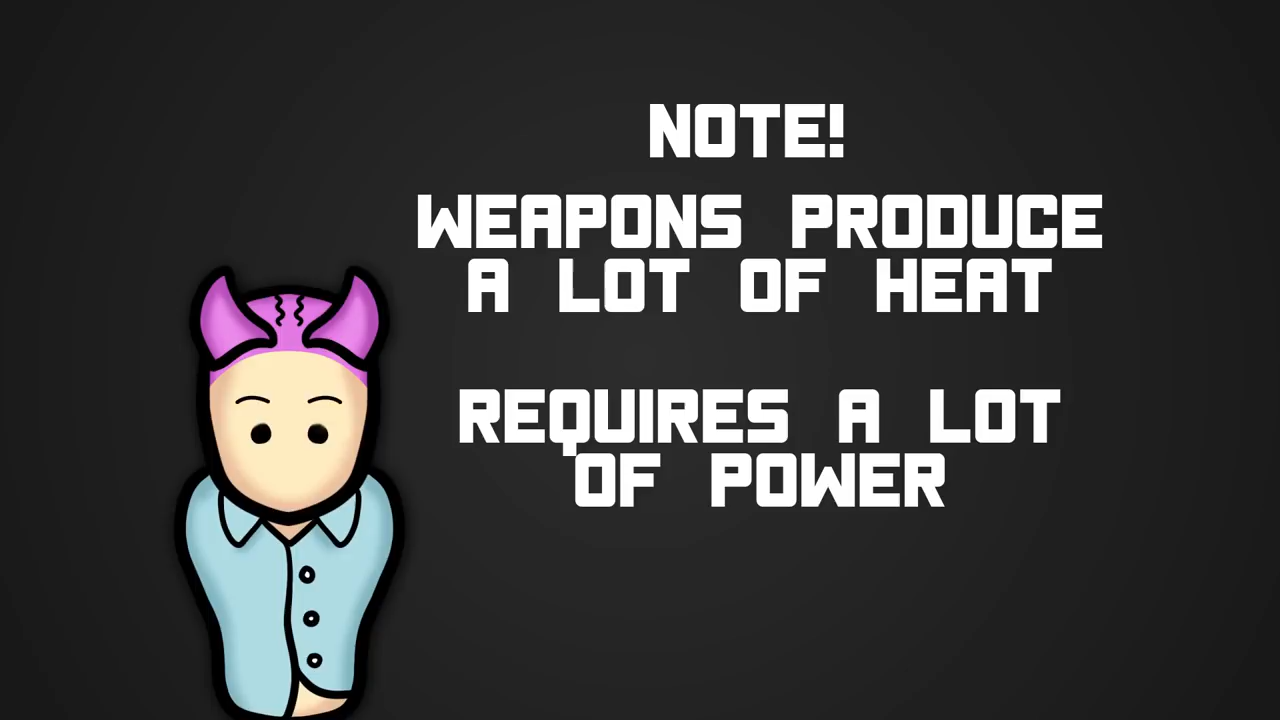 NOTE!
WEAPONS PRODUCE
A LOT OF HEAT
REQUIRES A LOT
OF POWER